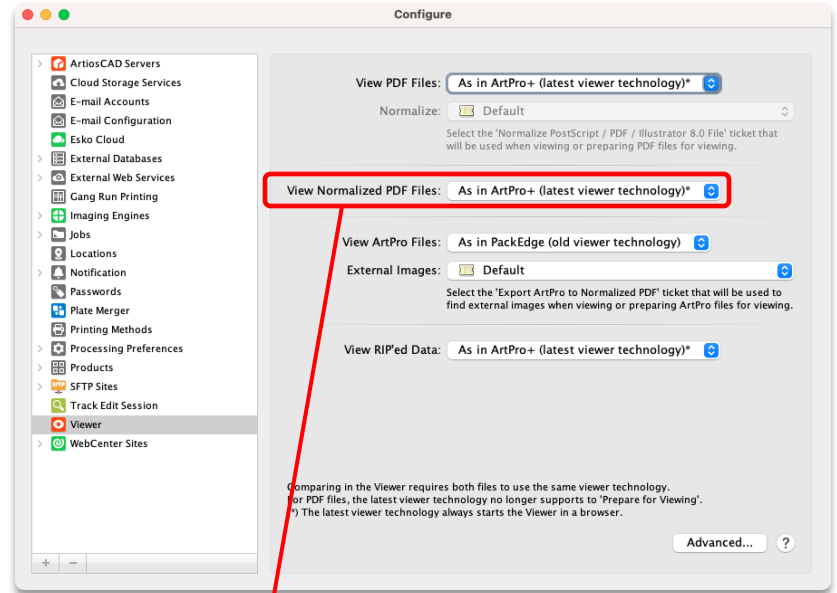 Configure
ArtiosCAD Servers
Cloud Storage Services
E-mail Accounts
E-mail Configuration
Esko Cloud
External Databases
External Web Services
Gang Run Printing
Imaging Engines
Jobs
Locations
Notification
Passwords
Plate Merger
Printing Methods
Processing Preferences
Products
SFTP Sites
Track Edit Session
Viewer
WebCenter Sites
View PDF Files: As in ArtPro+ (latest viewer technology)*
Normalize: Default
Select the 'Normalize PostScript / PDF / Illustrator 8.0 File' ticket that
will be used when viewing or preparing PDF files for viewing.
View Normalized PDF Files: As in ArtPro+ (latest viewer technology)*
View ArtPro Files: As in PackEdge (old viewer technology)
External Images: Default
Select the 'Export ArtPro to Normalized PDF' ticket that will be used to
find external images when viewing or preparing ArtPro files for viewing.
View RIP'ed Data: As in ArtPro+ (latest viewer technology)*
Comparing in the Viewer requires both files to use the same viewer technology.
For PDF files, the latest viewer technology no longer supports to 'Prepare for Viewing'.
*) The latest viewer technology always starts the Viewer in a browser.
Advanced... ?
+ −